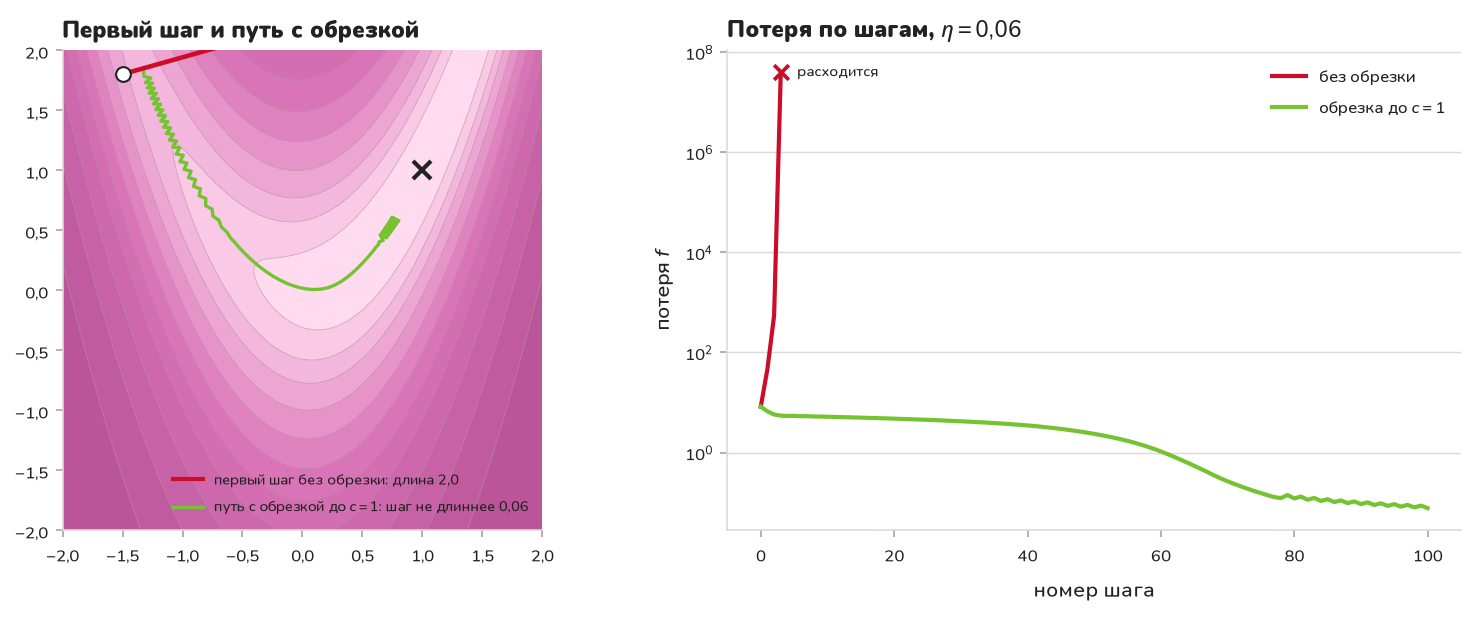 Первый шаг и путь с обрезкой
2,0
1,5
1,0
0,5
0,0
−0,5
−1,0
−1,5
−2,0
первый шаг без обрезки: длина 2,0
путь с обрезкой до c = 1: шаг не длиннее 0,06
−2,0 −1,5 −1,0 −0,5 0,0 0,5 1,0 1,5 2,0
Потеря по шагам, η = 0,06
10⁸
10⁶
10⁴
10²
10⁰
потеря f
расходится
без обрезки
обрезка до c = 1
0 20 40 60 80 100
номер шага